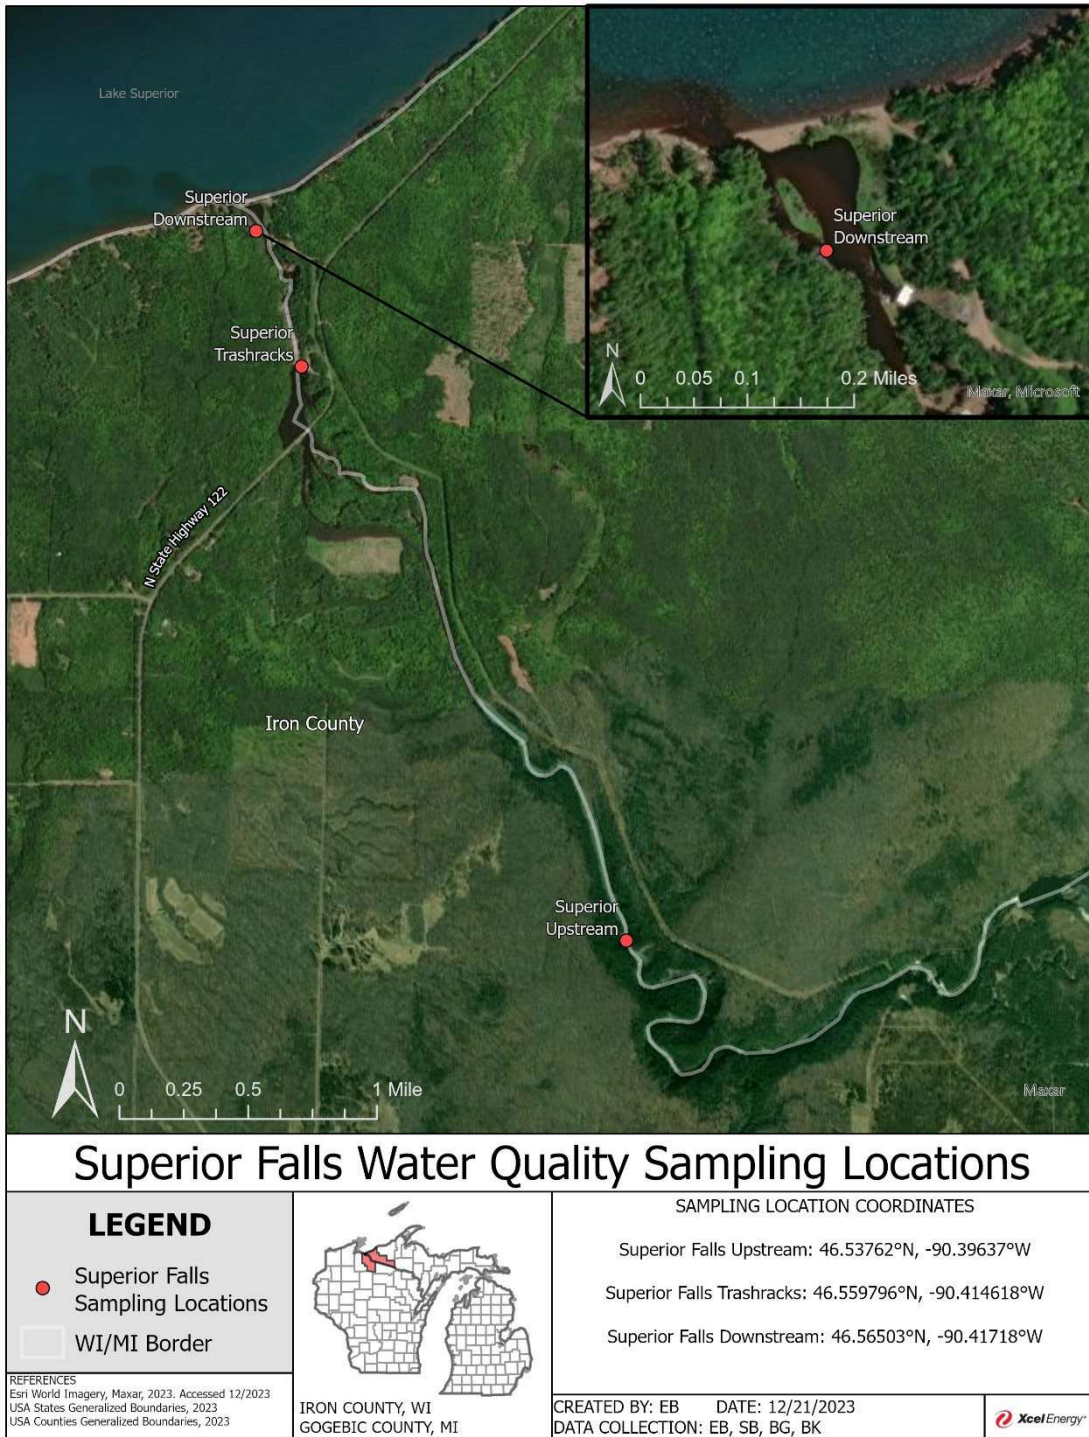 Lake Superior
Superior
Downstream
Superior
Downstream
N
0 0.05 0.1 0.2 Miles
Maxar, Microsoft
Superior
Trashracks
N State Highway 122
Iron County
Superior
Upstream
N
0 0.25 0.5 1 Mile
Maxar
Superior Falls Water Quality Sampling Locations
LEGEND
Superior Falls
Sampling Locations
WI/MI Border
REFERENCES
Esri World Imagery, Maxar, 2023. Accessed 12/2023
USA States Generalized Boundaries, 2023
USA Counties Generalized Boundaries, 2023
IRON COUNTY, WI
GOGEBIC COUNTY, MI
SAMPLING LOCATION COORDINATES
Superior Falls Upstream: 46.53762°N, -90.39637°W
Superior Falls Trashracks: 46.559796°N, -90.414618°W
Superior Falls Downstream: 46.56503°N, -90.41718°W
CREATED BY: EB DATE: 12/21/2023
DATA COLLECTION: EB, SB, BG, BK
Xcel Energy®